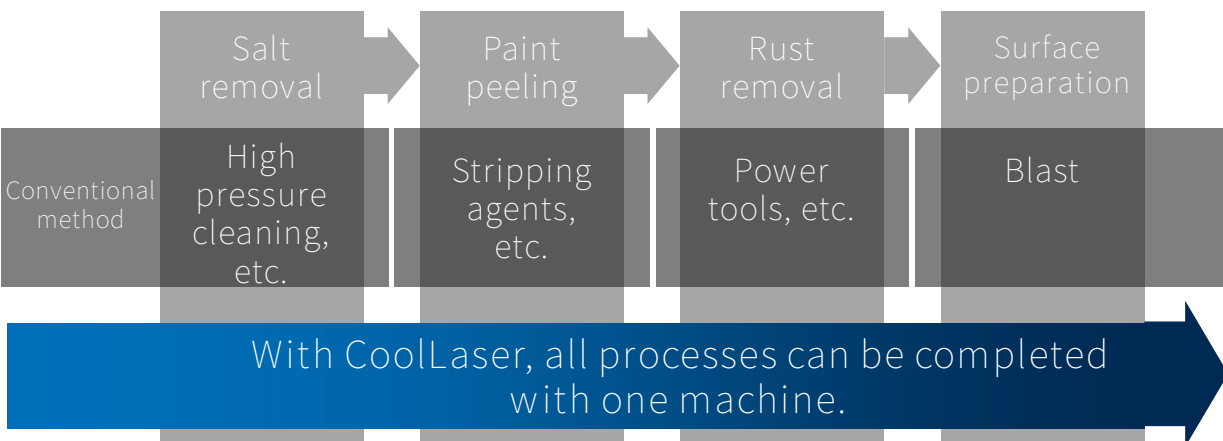 Salt
removal
Paint
peeling
Rust
removal
Surface
preparation
Conventional
method
High
pressure
cleaning,
etc.
Stripping
agents,
etc.
Power
tools, etc.
Blast
With CoolLaser, all processes can be completed
with one machine.